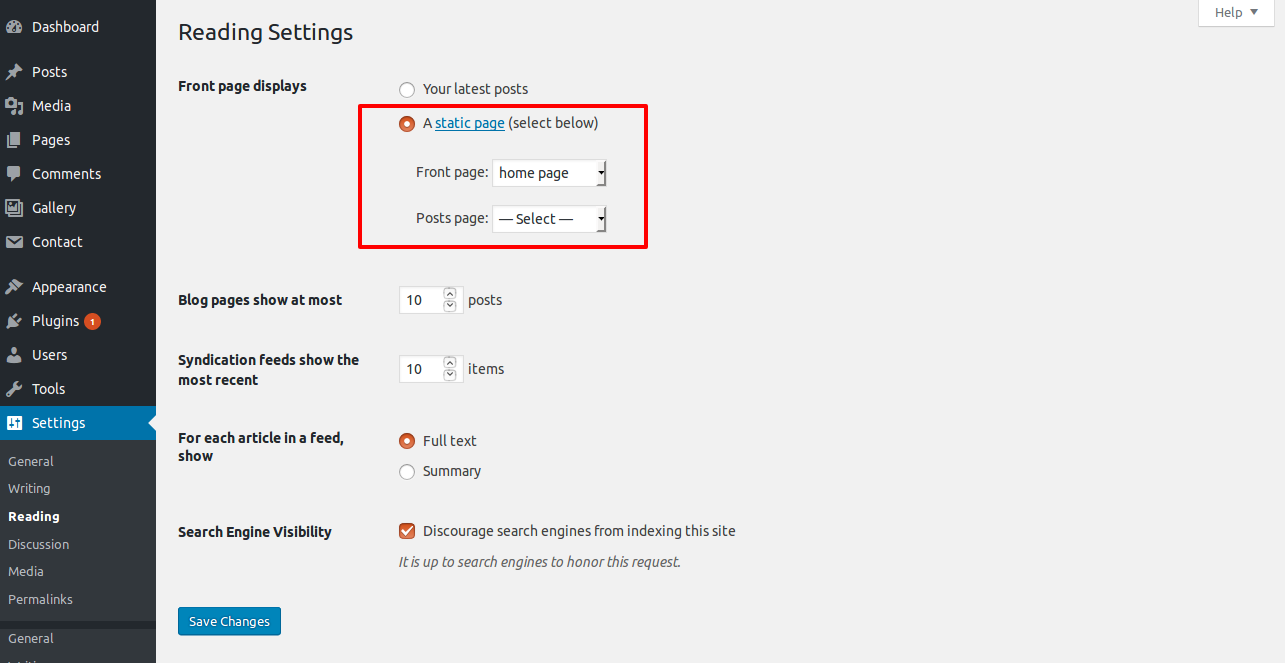 Dashboard
Posts
Media
Pages
Comments
Gallery
Contact
Appearance
Plugins 1
Users
Tools
Settings
General
Writing
Reading
Discussion
Media
Permalinks
General
Help
Reading Settings
Front page displays
Your latest posts
A static page (select below)
Front page: home page
Posts page: — Select —
Blog pages show at most 10 posts
Syndication feeds show the
most recent
10 items
For each article in a feed,
show
Full text
Summary
Search Engine Visibility
Discourage search engines from indexing this site
It is up to search engines to honor this request.
Save Changes